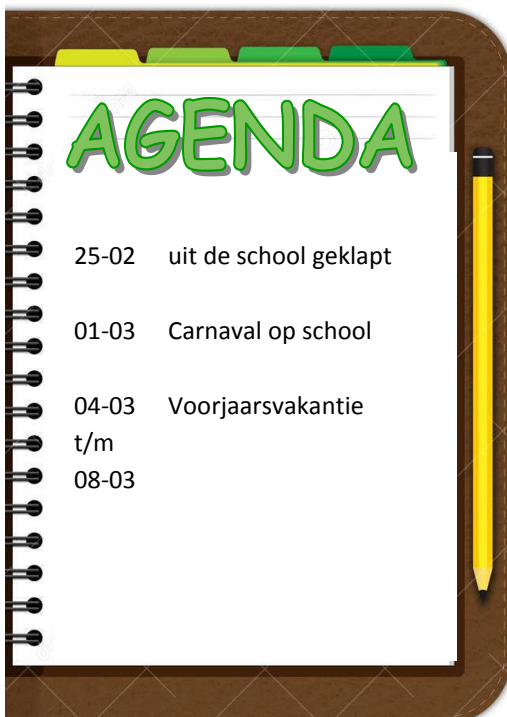 AGENDA
25-02 uit de school geklapt
01-03 Carnaval op school
04-03 Voorjaarsvakantie
t/m
08-03